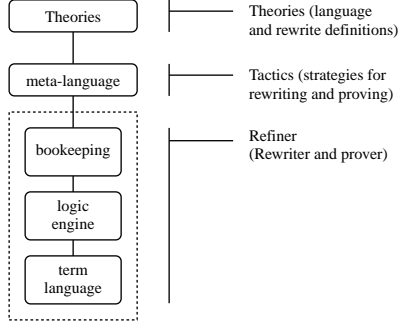 Theories
meta-language
bookeeping
logic
engine
term
language
Theories (language
and rewrite definitions)
Tactics (strategies for
rewriting and proving)
Refiner
(Rewriter and prover)